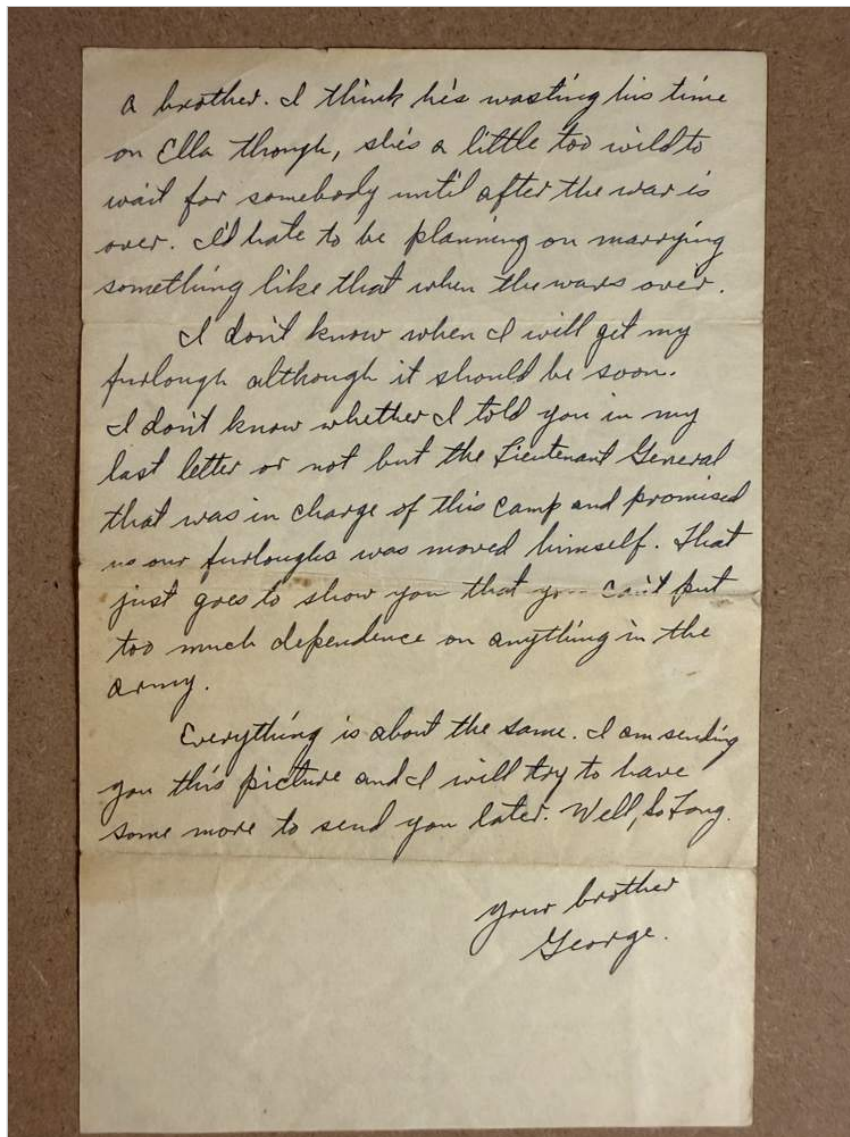 a brother. I think he's wasting his time
on Ella though, she's a little too wild to
wait for somebody until after the war is
over. I'd hate to be planning on marrying
something like that when the wars over.
I don't know when I will get my
furlough although it should be soon.
I don't know whether I told you in my
last letter or not but the Lieutenant General
that was in charge of this camp and promised
us our furloughs was moved himself. That
just goes to show you that can't put
too much dependence on anything in the
army.
Everything is about the same. I am sending
you this picture and I will try to have
some more to send you later. Well, So Long.
your brother
George.